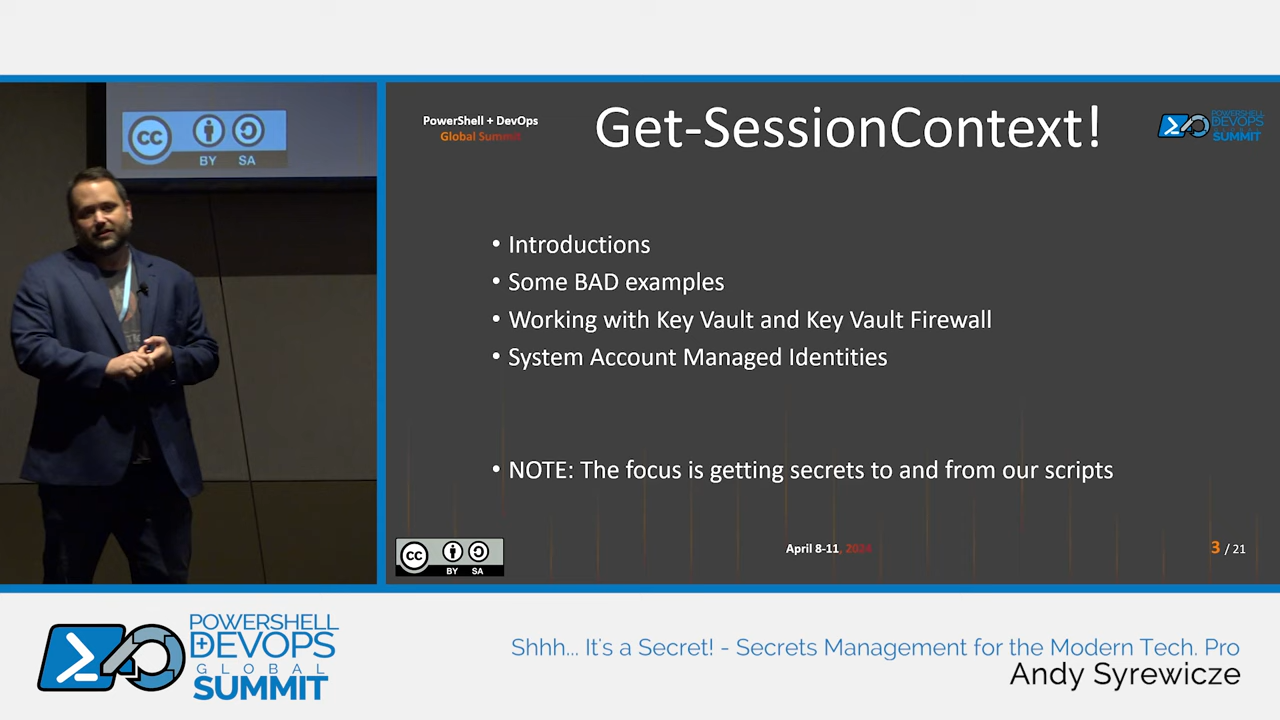 BY SA
PowerShell + DevOps
Global Summit
Get-SessionContext!
POWERSHELL
DEVOPS
SUMMIT
• Introductions
• Some BAD examples
• Working with Key Vault and Key Vault Firewall
• System Account Managed Identities
• NOTE: The focus is getting secrets to and from our scripts
cc
BY SA
April 8-11, 2024
3 / 21
POWERSHELL
+DEVOPS
GLOBAL
SUMMIT
Shhh... It's a Secret! - Secrets Management for the Modern Tech. Pro
Andy Syrewicze